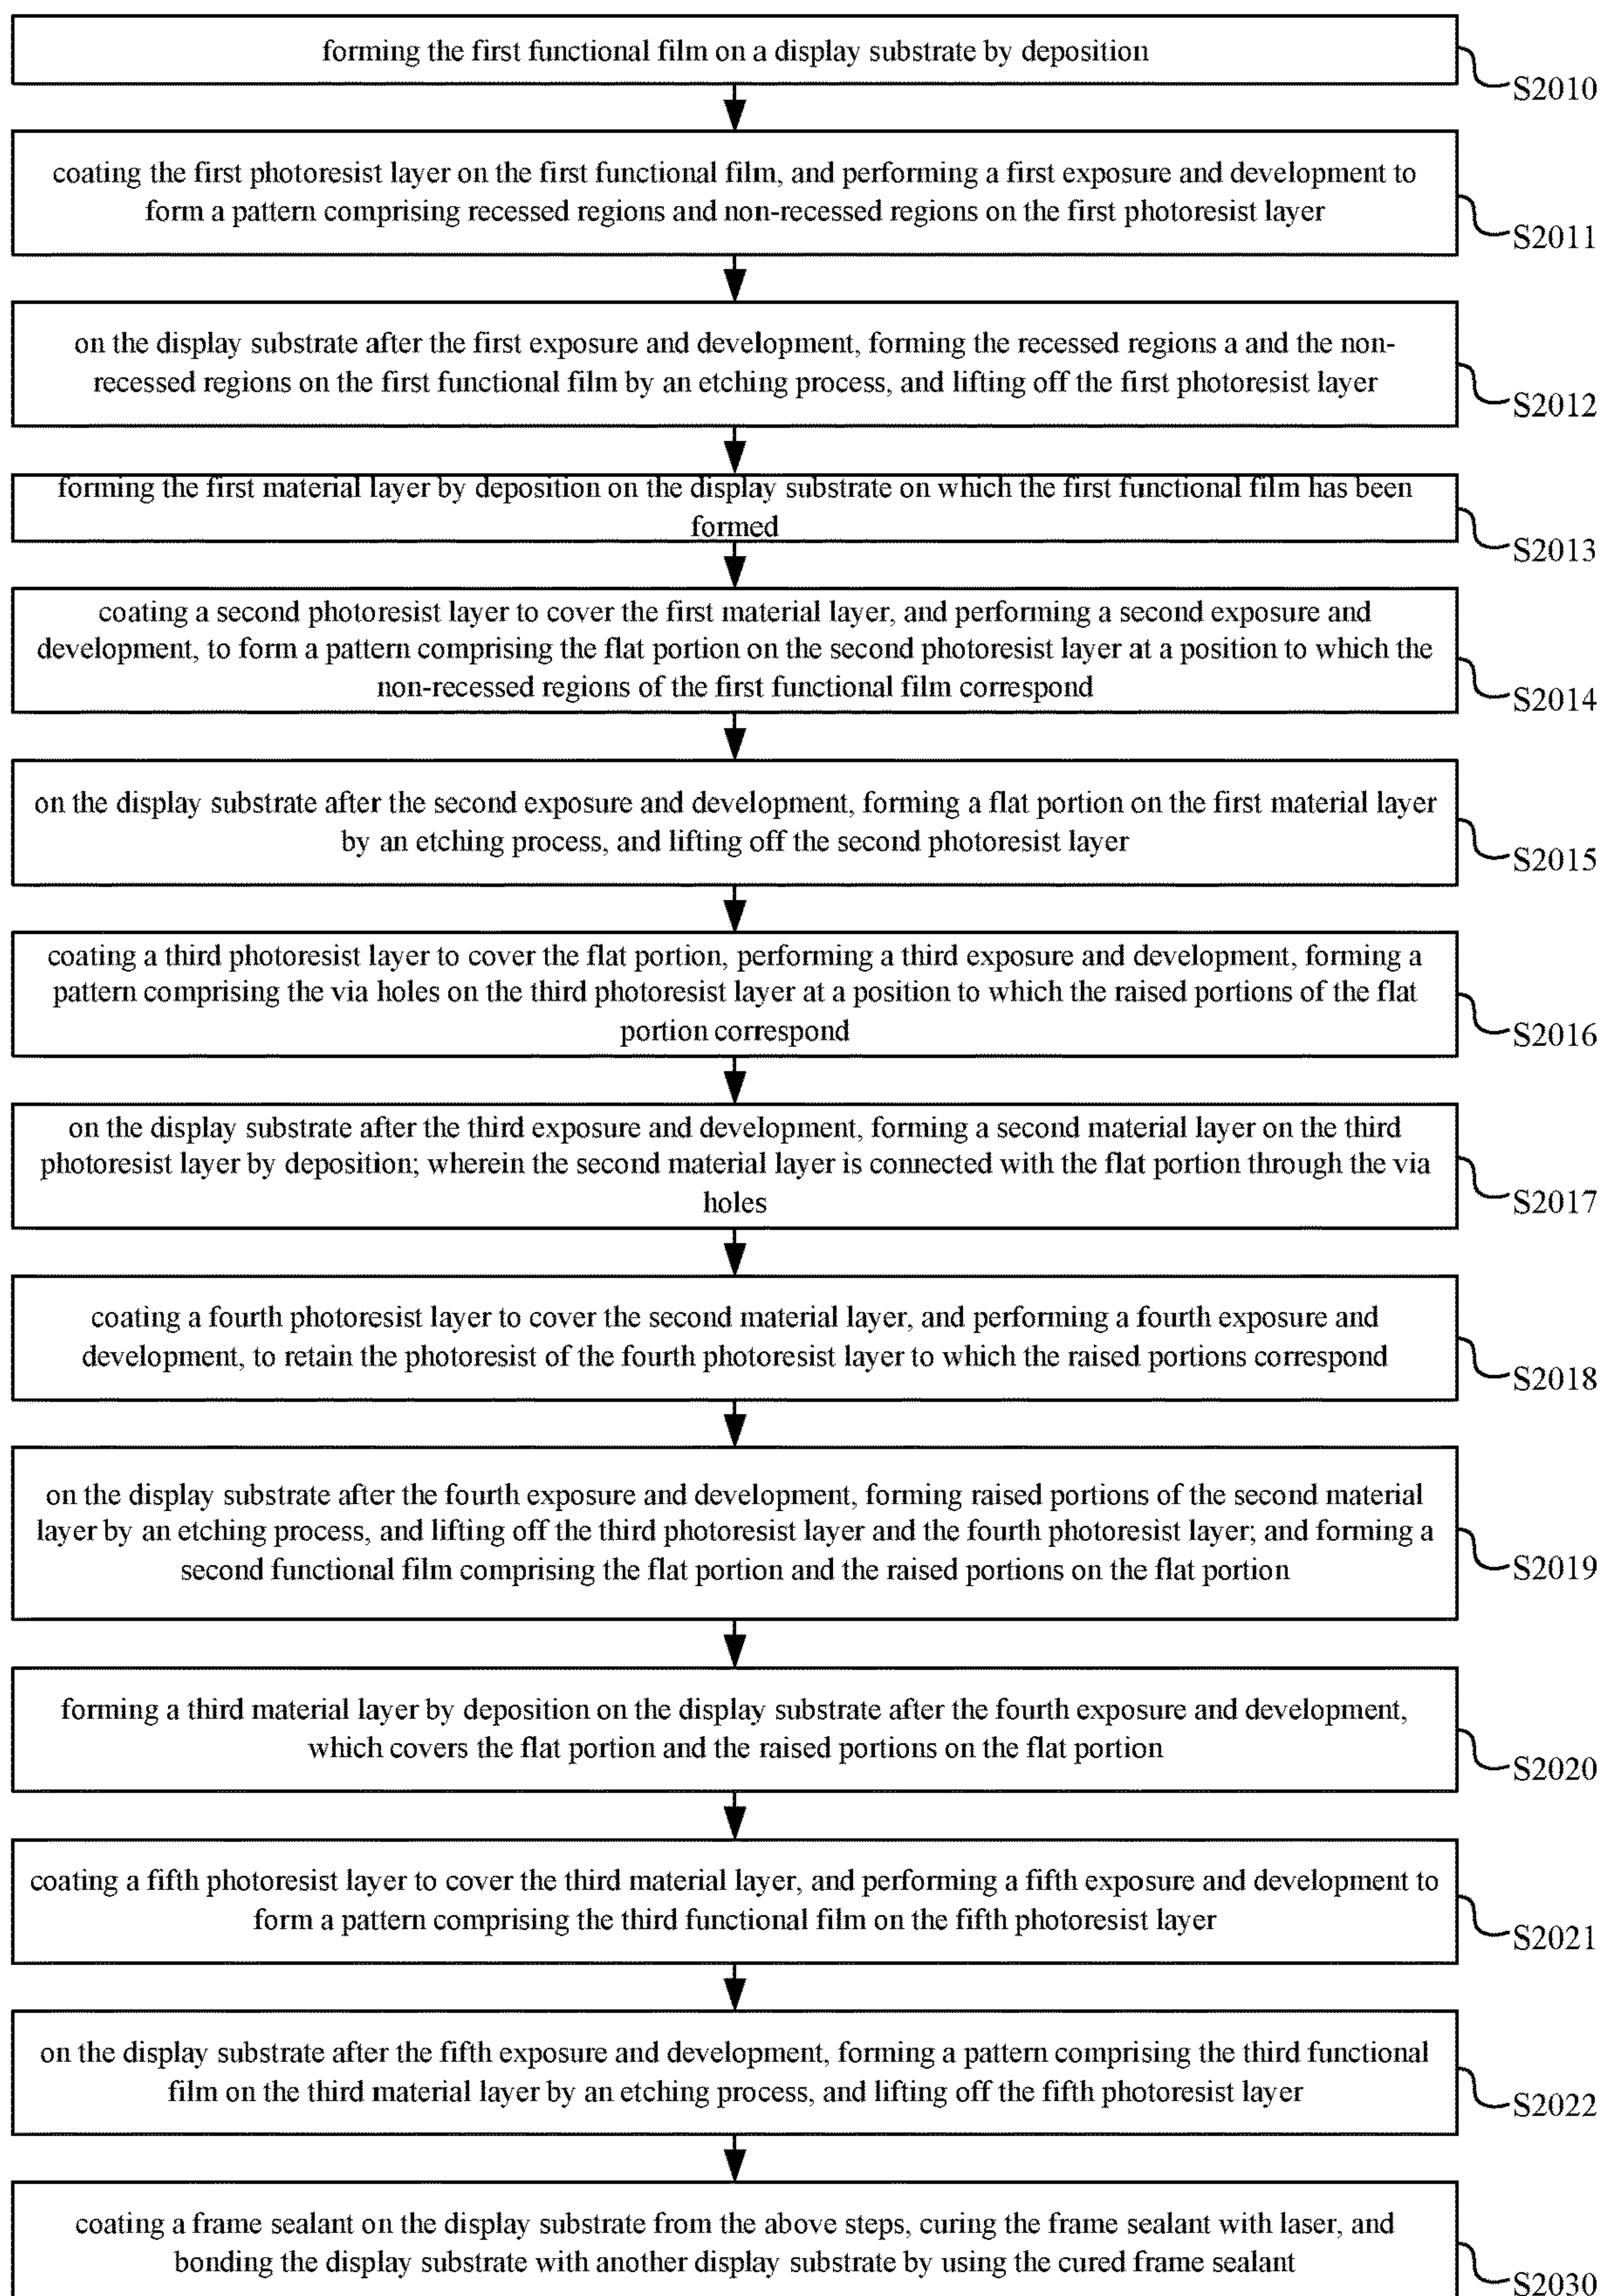 forming the first functional film on a display substrate by deposition
S2010
coating the first photoresist layer on the first functional film, and performing a first exposure and development to
form a pattern comprising recessed regions and non-recessed regions on the first photoresist layer
S2011
on the display substrate after the first exposure and development, forming the recessed regions a and the non-
recessed regions on the first functional film by an etching process, and lifting off the first photoresist layer
S2012
forming the first material layer by deposition on the display substrate on which the first functional film has been
formed
S2013
coating a second photoresist layer to cover the first material layer, and performing a second exposure and
development, to form a pattern comprising the flat portion on the second photoresist layer at a position to which the
non-recessed regions of the first functional film correspond
S2014
on the display substrate after the second exposure and development, forming a flat portion on the first material layer
by an etching process, and lifting off the second photoresist layer
S2015
coating a third photoresist layer to cover the flat portion, performing a third exposure and development, forming a
pattern comprising the via holes on the third photoresist layer at a position to which the raised portions of the flat
portion correspond
S2016
on the display substrate after the third exposure and development, forming a second material layer on the third
photoresist layer by deposition; wherein the second material layer is connected with the flat portion through the via
holes
S2017
coating a fourth photoresist layer to cover the second material layer, and performing a fourth exposure and
development, to retain the photoresist of the fourth photoresist layer to which the raised portions correspond
S2018
on the display substrate after the fourth exposure and development, forming raised portions of the second material
layer by an etching process, and lifting off the third photoresist layer and the fourth photoresist layer; and forming a
second functional film comprising the flat portion and the raised portions on the flat portion
S2019
forming a third material layer by deposition on the display substrate after the fourth exposure and development,
which covers the flat portion and the raised portions on the flat portion
S2020
coating a fifth photoresist layer to cover the third material layer, and performing a fifth exposure and development to
form a pattern comprising the third functional film on the fifth photoresist layer
S2021
on the display substrate after the fifth exposure and development, forming a pattern comprising the third functional
film on the third material layer by an etching process, and lifting off the fifth photoresist layer
S2022
coating a frame sealant on the display substrate from the above steps, curing the frame sealant with laser, and
bonding the display substrate with another display substrate by using the cured frame sealant
S2030